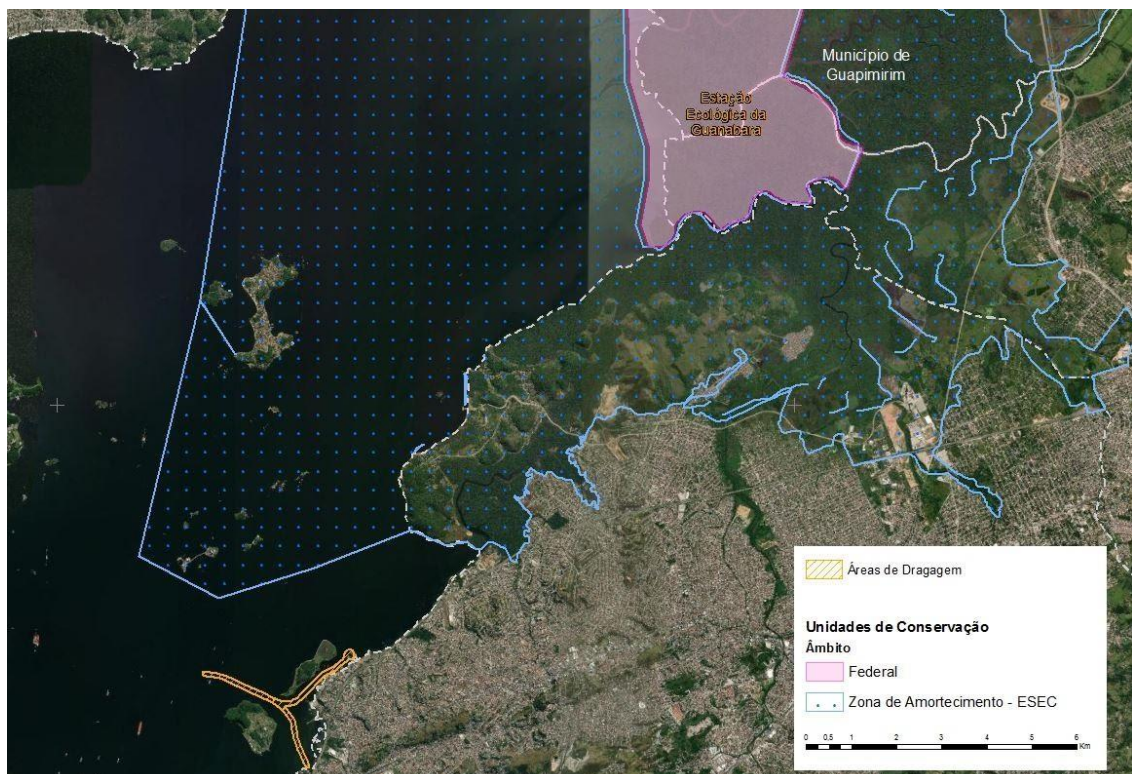 Município de
Guapimirim
Estação
Ecológica da
Guanabara
Áreas de Dragagem
Unidades de Conservação
Âmbito
Federal
Zona de Amortecimento - ESEC
0 0,5 1 2 3 4 5 6
Km